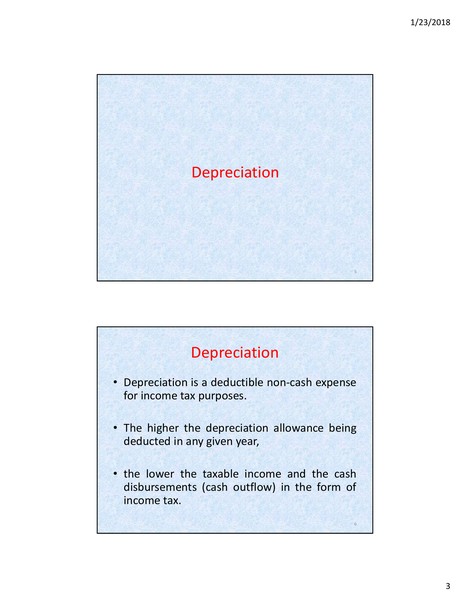 1/23/2018
Depreciation
5
Depreciation
• Depreciation is a deductible non-cash expense
for income tax purposes.
• The higher the depreciation allowance being
deducted in any given year,
• the lower the taxable income and the cash
disbursements (cash outflow) in the form of
income tax.
3